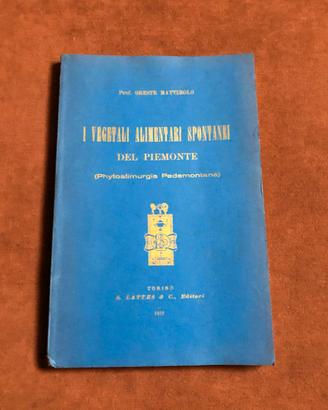 Prof. ORESTE MATTIROLO
I VEGETALI ALIMENTARI SPONTANEI
DEL PIEMONTE
(Phytoalimurgia Pedemontana)
TORINO
S. LATTES & C., Editori